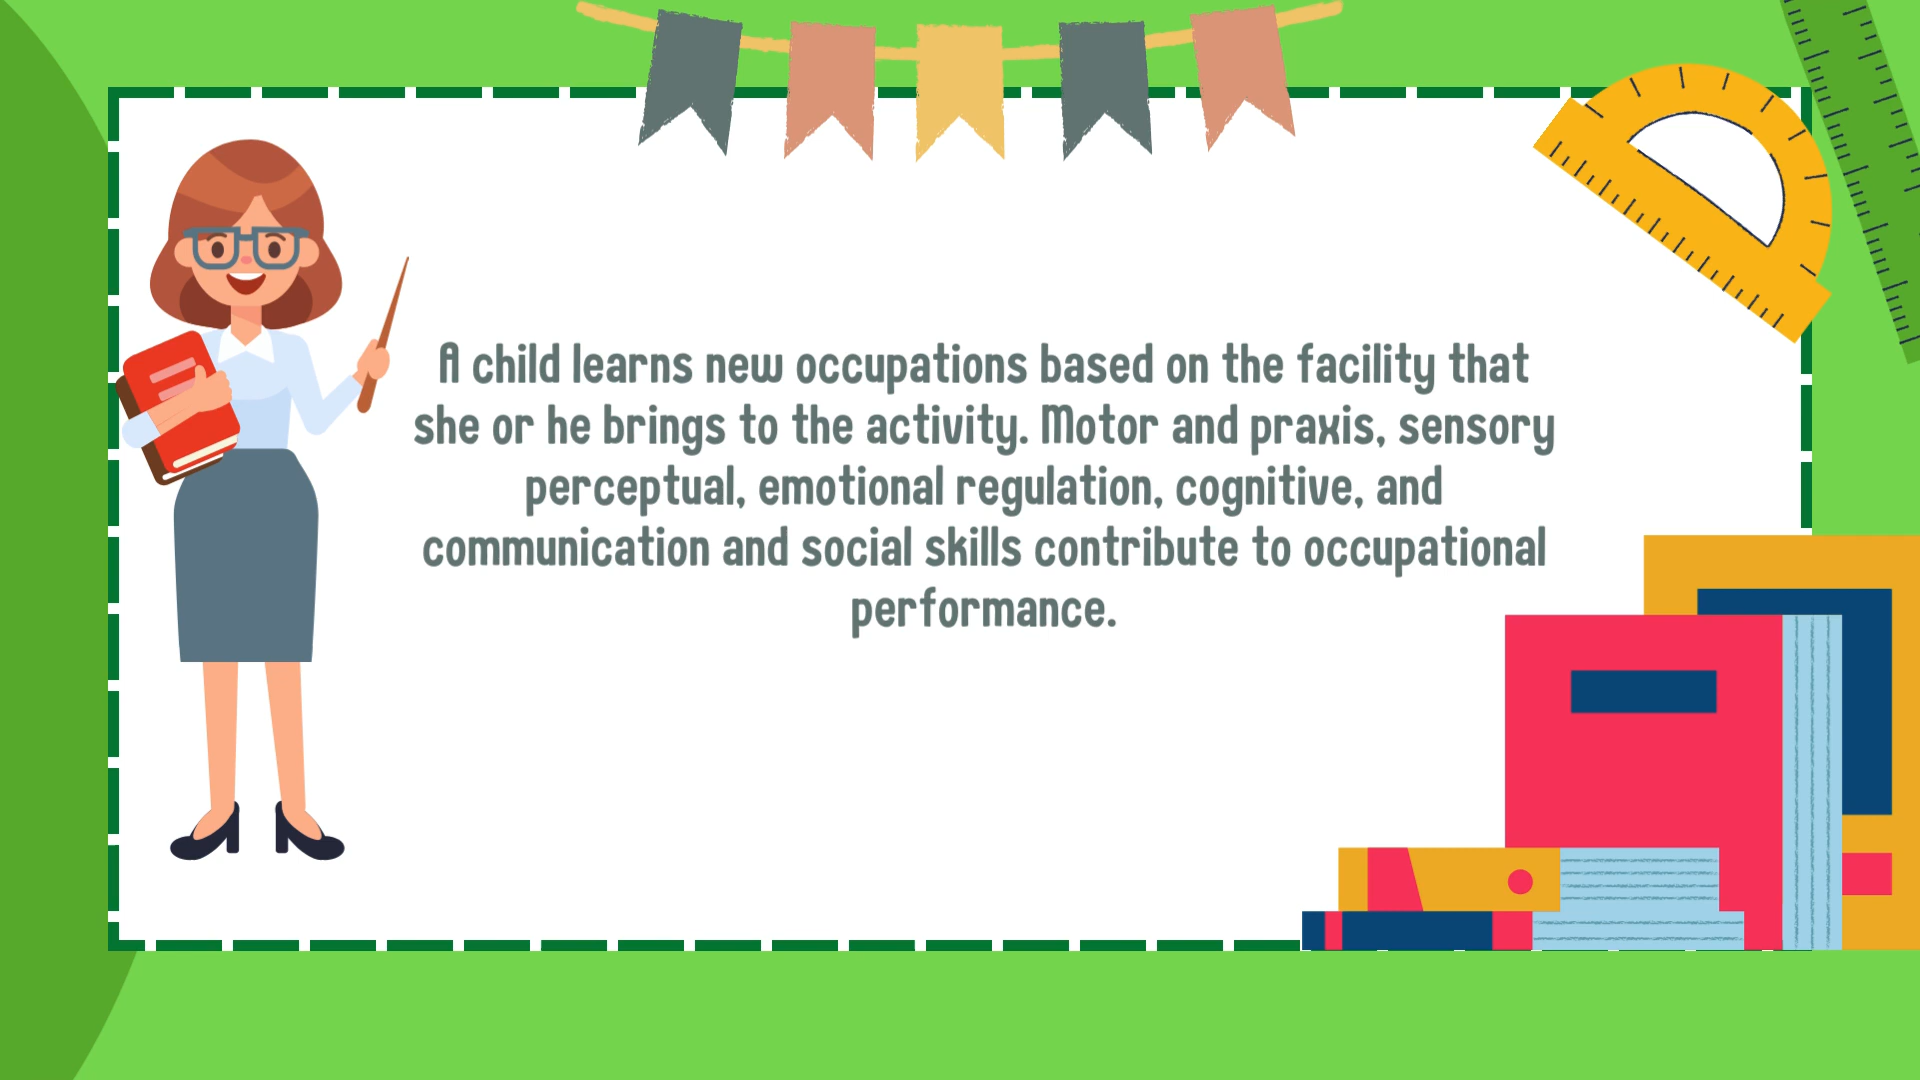 A child learns new occupations based on the facility that
she or he brings to the activity. Motor and praxis, sensory
perceptual, emotional regulation, cognitive, and
communication and social skills contribute to occupational
performance.